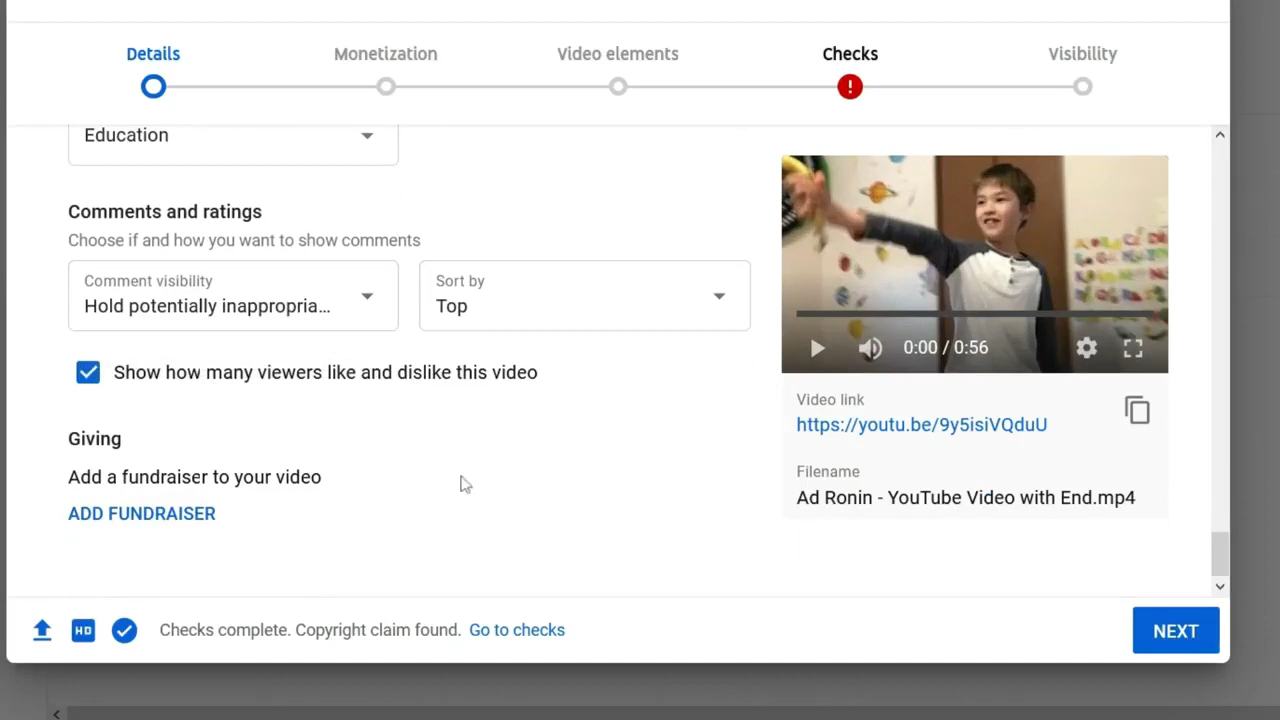 Details
Monetization
Video elements
Checks
Visibility
Education
Comments and ratings
Choose if and how you want to show comments
Comment visibility
Hold potentially inappropria...
Sort by
Top
Show how many viewers like and dislike this video
Giving
Add a fundraiser to your video
ADD FUNDRAISER
0:00 / 0:56
Video link
https://youtu.be/9y5isiVQduU
Filename
Ad Ronin - YouTube Video with End.mp4
HD
Checks complete. Copyright claim found. Go to checks
NEXT